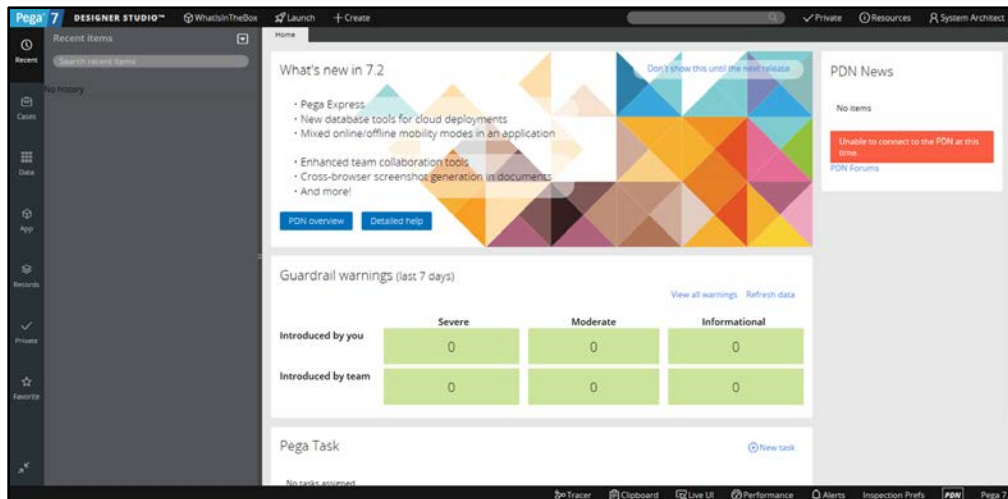 Pega 7 DESIGNER STUDIO™ WhatIsInTheBox Launch + Create Private Resources System Architect
Recent
Cases
Data
App
Records
Private
Favorite
Recent items
Search recent items
No history
Home
What's new in 7.2
Don't show this until the next release
• Pega Express
• New database tools for cloud deployments
• Mixed online/offline mobility modes in an application
• Enhanced team collaboration tools
• Cross-browser screenshot generation in documents
• And more!
PDN overview Detailed help
PDN News
No items
Unable to connect to the PDN at this
time.
PDN Forums
Guardrail warnings (last 7 days)
View all warnings Refresh data
Severe Moderate Informational
Introduced by you 0 0 0
Introduced by team 0 0 0
Pega Task
New task
No tasks assigned
Tracer Clipboard Live UI Performance Alerts Inspection Prefs PDN Pega